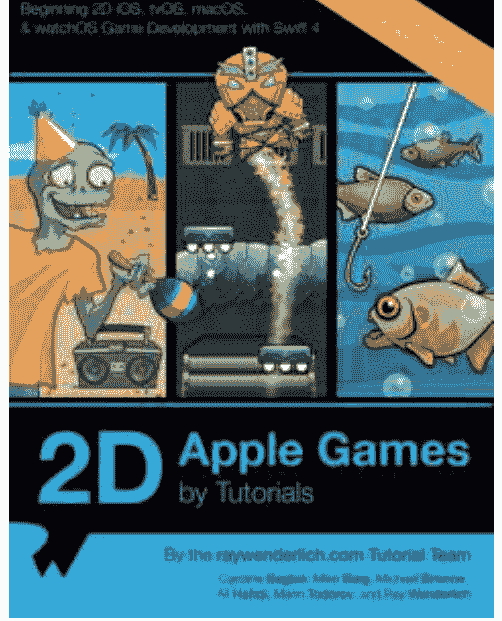 Beginning 2D iOS, tvOS, macOS,
& watchOS Game Development with Swift 4
2D Apple Games
by Tutorials
By the raywenderlich.com Tutorial Team
Caroline Begbie, Mike Berg, Michael Briscoe,
Ali Hafizji, Marin Todorov, and Ray Wenderlich